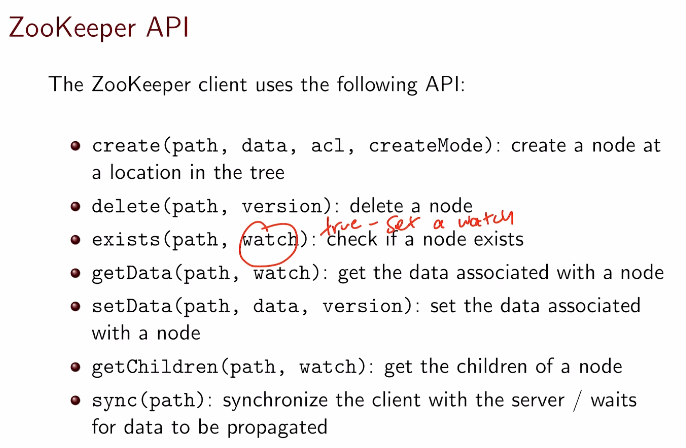 ZooKeeper API
The ZooKeeper client uses the following API:
create(path, data, acl, createMode): create a node at
a location in the tree
delete(path, version): delete a node
true - set a watch
exists(path, watch): check if a node exists
getData(path, watch): get the data associated with a node
setData(path, data, version): set the data associated
with a node
getChildren(path, watch): get the children of a node
sync(path): synchronize the client with the server / waits
for data to be propagated